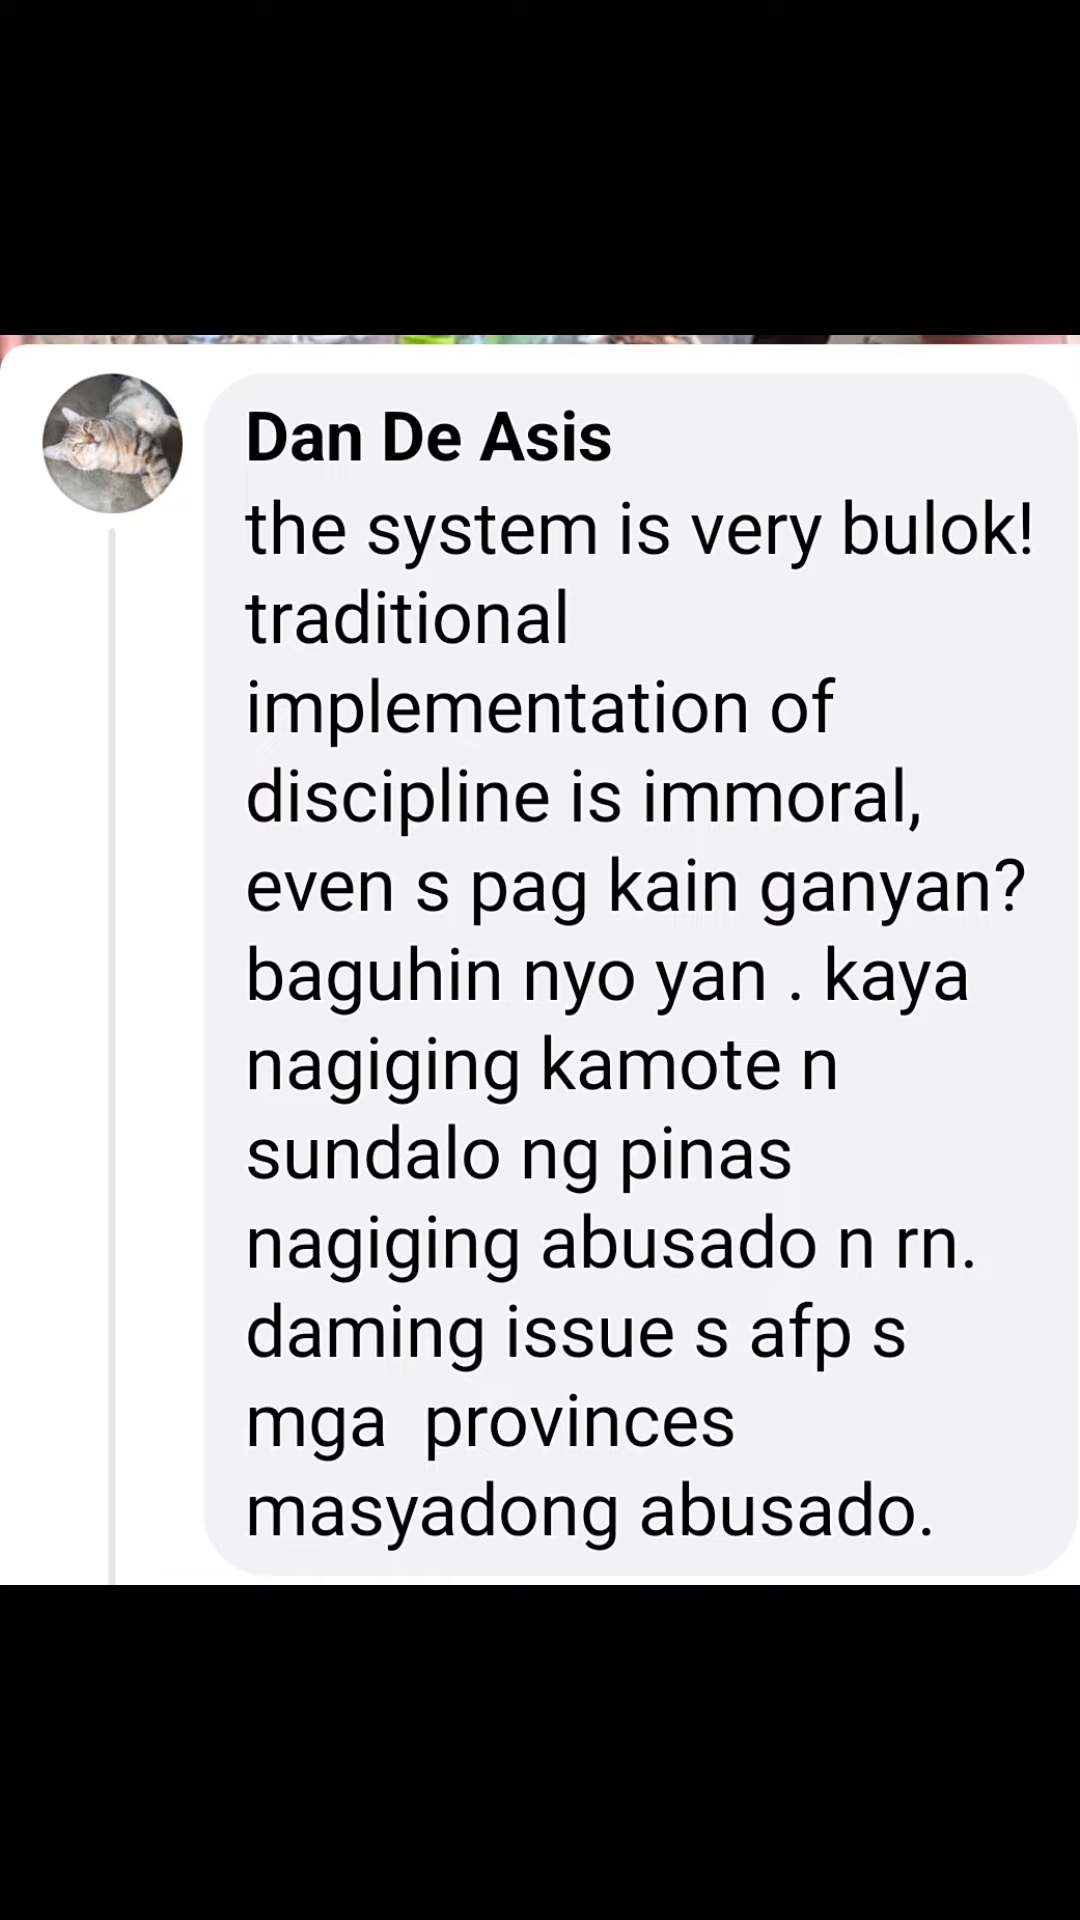 Dan De Asis
the system is very bulok!
traditional
implementation of
discipline is immoral,
even s pag kain ganyan?
baguhin nyo yan . kaya
nagiging kamote n
sundalo ng pinas
nagiging abusado n rn.
daming issue s afp s
mga  provinces
masyadong abusado.